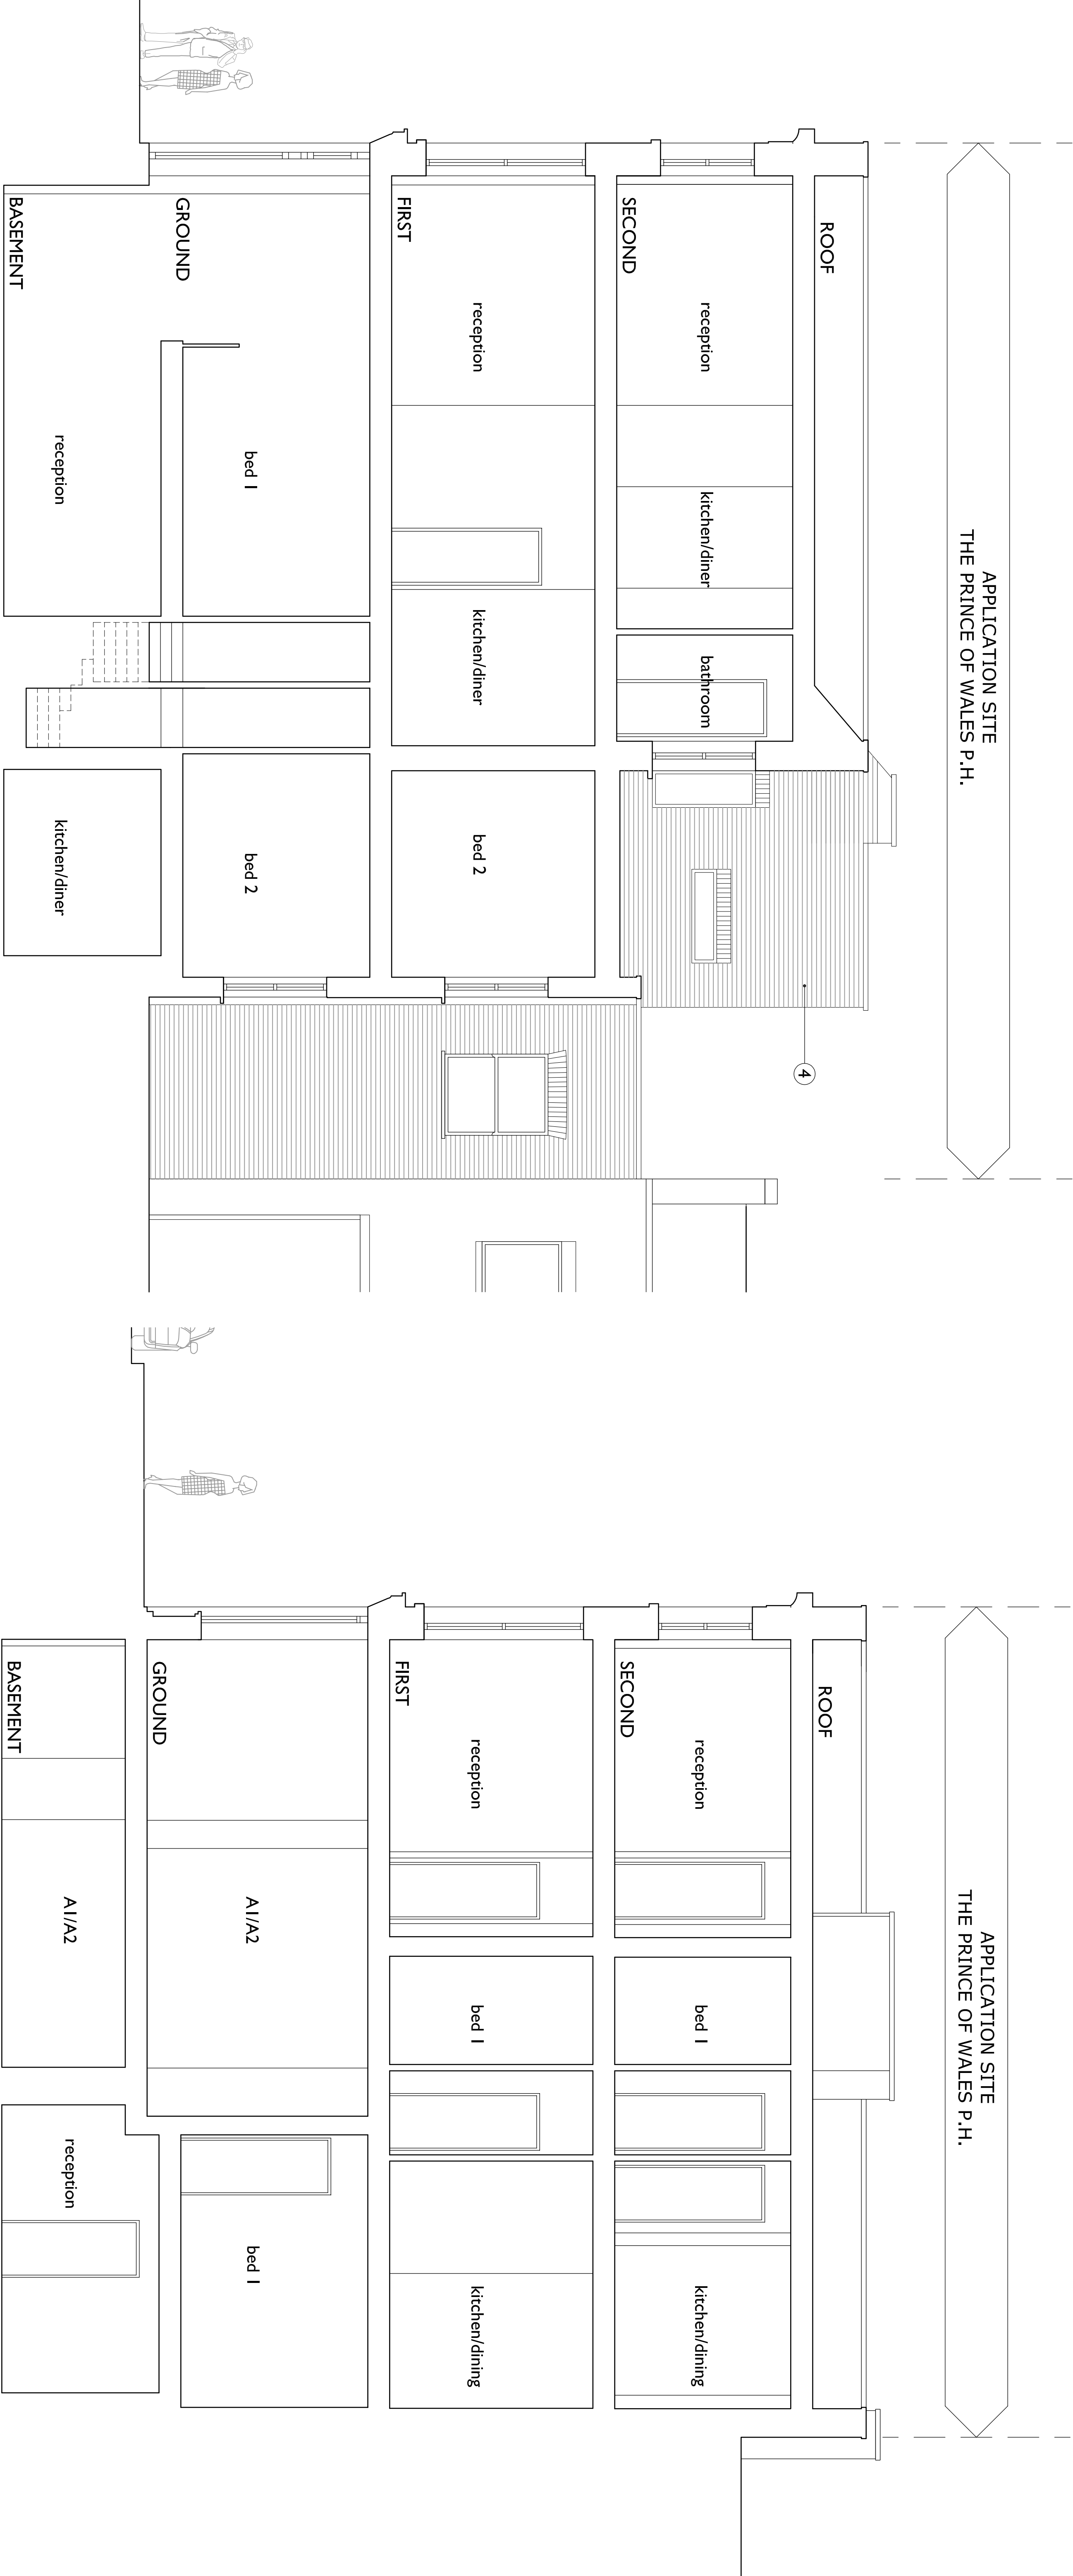 APPLICATION SITE
THE PRINCE OF WALES P.H.
ROOF
SECOND
reception
kitchen/diner
bathroom
4
FIRST
reception
kitchen/diner
bed 2
GROUND
bed 1
bed 2
BASEMENT
reception
kitchen/diner
APPLICATION SITE
THE PRINCE OF WALES P.H.
ROOF
SECOND
reception
bed 1
kitchen/dining
FIRST
reception
bed 1
kitchen/dining
GROUND
A1/A2
bed 1
BASEMENT
A1/A2
reception